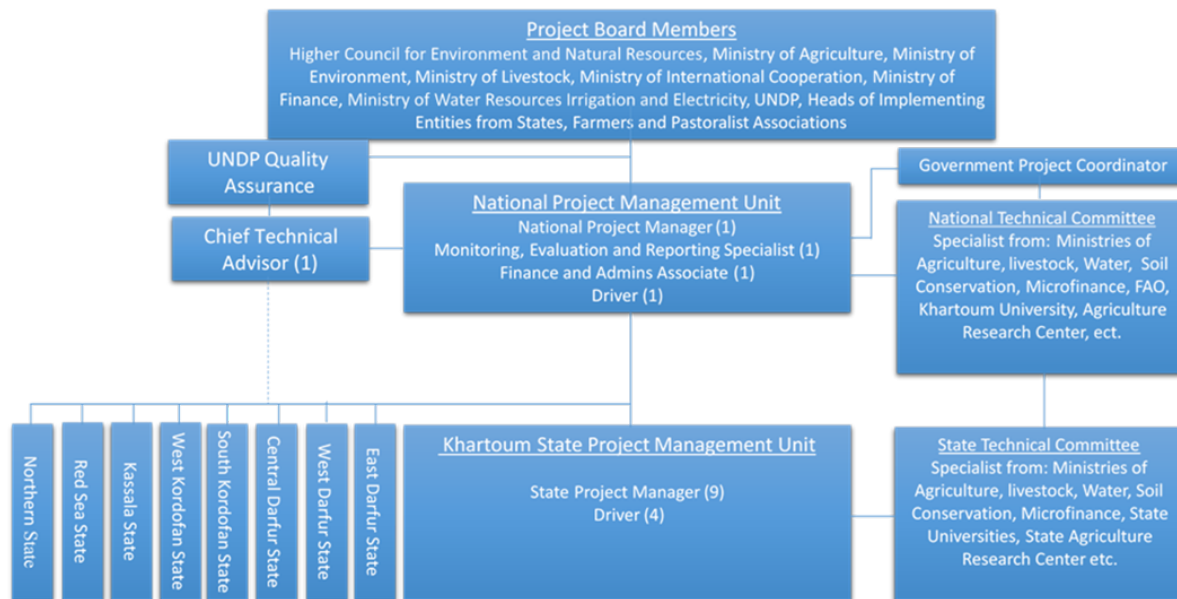 Project Board Members
Higher Council for Environment and Natural Resources, Ministry of Agriculture, Ministry of
Environment, Ministry of Livestock, Ministry of International Cooperation, Ministry of
Finance, Ministry of Water Resources Irrigation and Electricity, UNDP, Heads of Implementing
Entities from States, Farmers and Pastoralist Associations
UNDP Quality
Assurance
Chief Technical
Advisor (1)
National Project Management Unit
National Project Manager (1)
Monitoring, Evaluation and Reporting Specialist (1)
Finance and Admins Associate (1)
Driver (1)
Government Project Coordinator
National Technical Committee
Specialist from: Ministries of
Agriculture, livestock, Water, Soil
Conservation, Microfinance, FAO,
Khartoum University, Agriculture
Research Center, ect.
Northern State
Red Sea State
Kassala State
West Kordofan State
South Kordofan State
Central Darfur State
West Darfur State
East Darfur State
Khartoum State Project Management Unit
State Project Manager (9)
Driver (4)
State Technical Committee
Specialist from: Ministries of
Agriculture, livestock, Water, Soil
Conservation, Microfinance, State
Universities, State Agriculture
Research Center etc.